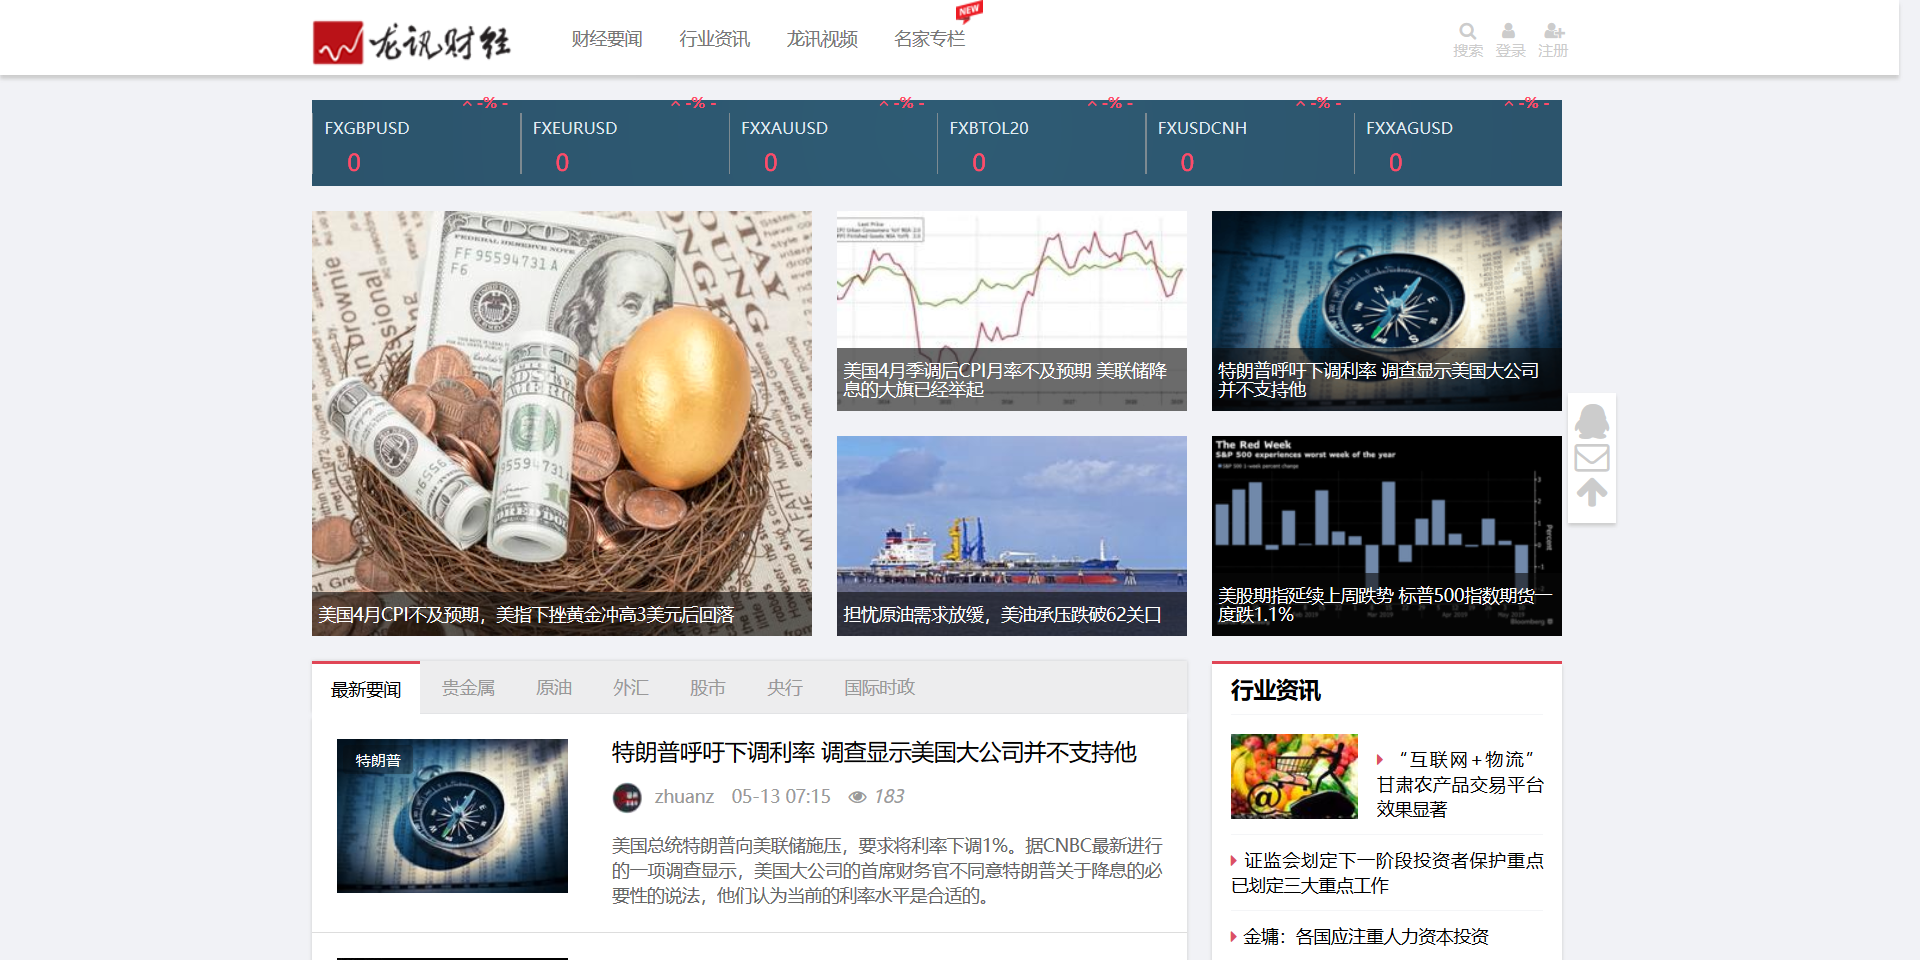 龙讯财经
财经要闻
行业资讯
龙讯视频
名家专栏
NEW
搜索
登录
注册
-% -
-% -
-% -
-% -
-% -
-% -
FXGBPUSD
FXEURUSD
FXXAUUSD
FXBTOL20
FXUSDCNH
FXXAGUSD
0
0
0
0
0
0
FEDERAL RESERVE NOTE
FF95594731A
F6
美国4月CPI不及预期，美指下挫黄金冲高3美元后回落
Last Price
美国4月季调后CPI月率不及预期 美联储降
息的大旗已经举起
特朗普呼吁下调利率 调查显示美国大公司
并不支持他
担忧原油需求放缓，美油承压跌破62关口
The Red Week
S&P 500 experiences worst week of the year
Percent
美股期指延续上周跌势 标普500指数期货一
度跌1.1%
最新要闻
贵金属
原油
外汇
股市
央行
国际时政
特朗普
特朗普呼吁下调利率 调查显示美国大公司并不支持他
zhuanz 05-13 07:15 183
美国总统特朗普向美联储施压，要求将利率下调1%。据CNBC最新进行
的一项调查显示，美国大公司的首席财务官不同意特朗普关于降息的必
要性的说法，他们认为当前的利率水平是合适的。
行业资讯
“互联网+物流”
甘肃农产品交易平台
效果显著
证监会划定下一阶段投资者保护重点
已划定三大重点工作
金墉：各国应注重人力资本投资